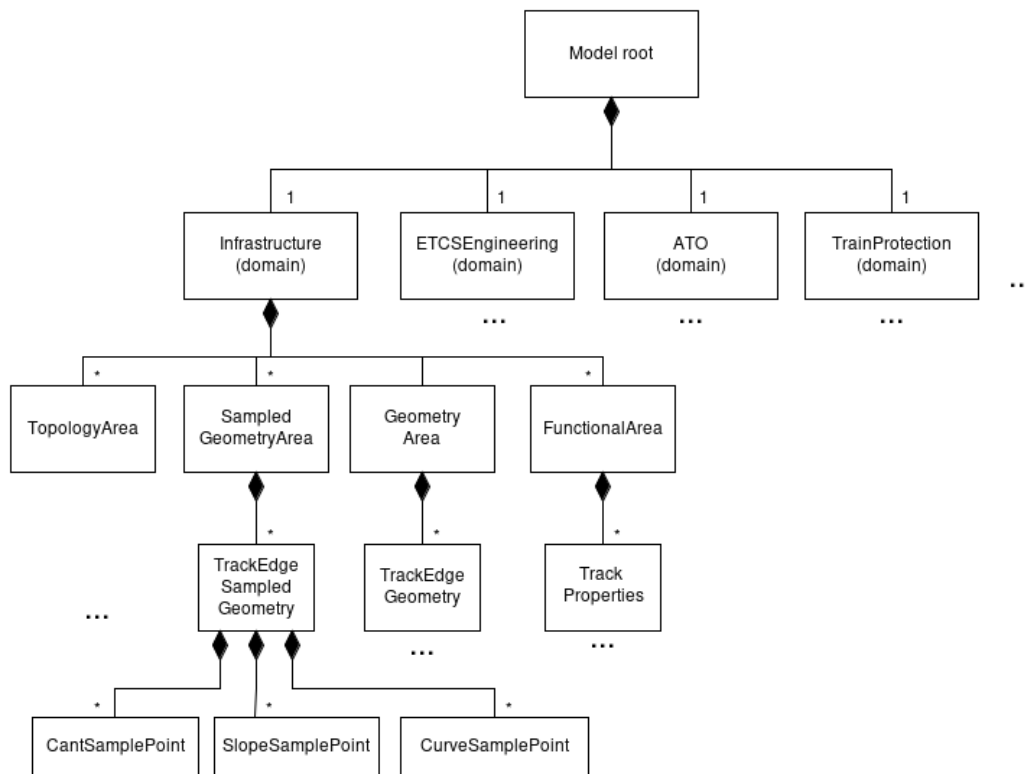 Model root
1
1
1
1
Infrastructure
(domain)
ETCSEngineering
(domain)
ATO
(domain)
TrainProtection
(domain)
...
...
...
..
*
*
*
TopologyArea
Sampled
GeometryArea
Geometry
Area
FunctionalArea
*
*
*
TrackEdge
Sampled
Geometry
TrackEdge
Geometry
Track
Properties
...
...
...
*
*
*
CantSamplePoint
SlopeSamplePoint
CurveSamplePoint